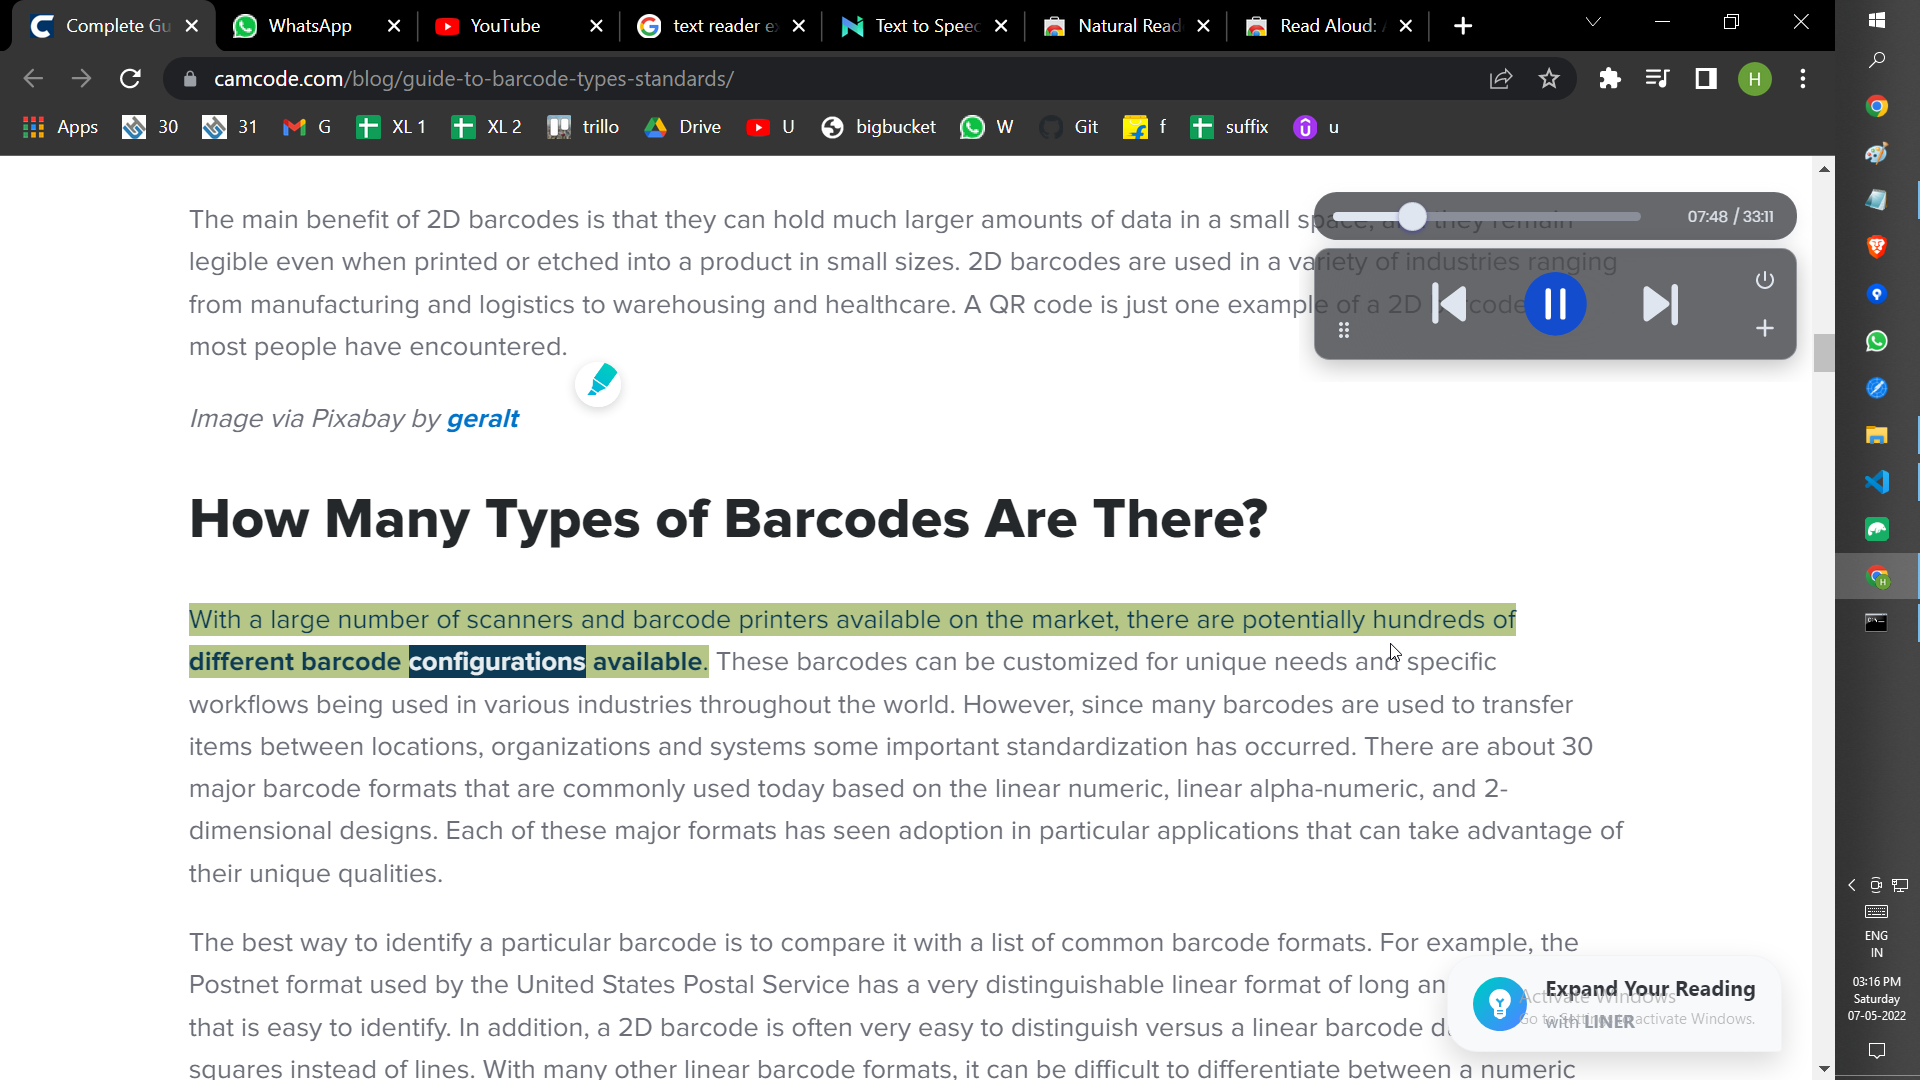 Complete Gu
WhatsApp
YouTube
text reader e
Text to Speec
Natural Read
Read Aloud: A
camcode.com/blog/guide-to-barcode-types-standards/
H
Apps
30
31
G
XL 1
XL 2
trillo
Drive
U
bigbucket
W
Git
f
suffix
u
The main benefit of 2D barcodes is that they can hold much larger amounts of data in a small space, and they remain
07:48 / 33:11
legible even when printed or etched into a product in small sizes. 2D barcodes are used in a variety of industries ranging
from manufacturing and logistics to warehousing and healthcare. A QR code is just one example of a 2D barcode
most people have encountered.
Image via Pixabay by geralt
How Many Types of Barcodes Are There?
With a large number of scanners and barcode printers available on the market, there are potentially hundreds of
different barcode configurations available. These barcodes can be customized for unique needs and specific
workflows being used in various industries throughout the world. However, since many barcodes are used to transfer
items between locations, organizations and systems some important standardization has occurred. There are about 30
major barcode formats that are commonly used today based on the linear numeric, linear alpha-numeric, and 2-
dimensional designs. Each of these major formats has seen adoption in particular applications that can take advantage of
their unique qualities.
The best way to identify a particular barcode is to compare it with a list of common barcode formats. For example, the
Postnet format used by the United States Postal Service has a very distinguishable linear format of long an
that is easy to identify. In addition, a 2D barcode is often very easy to distinguish versus a linear barcode d
squares instead of lines. With many other linear barcode formats, it can be difficult to differentiate between a numeric
Expand Your Reading
with LINER
Activate Windows
Go to Settings to activate Windows.
ENG
IN
03:16 PM
Saturday
07-05-2022